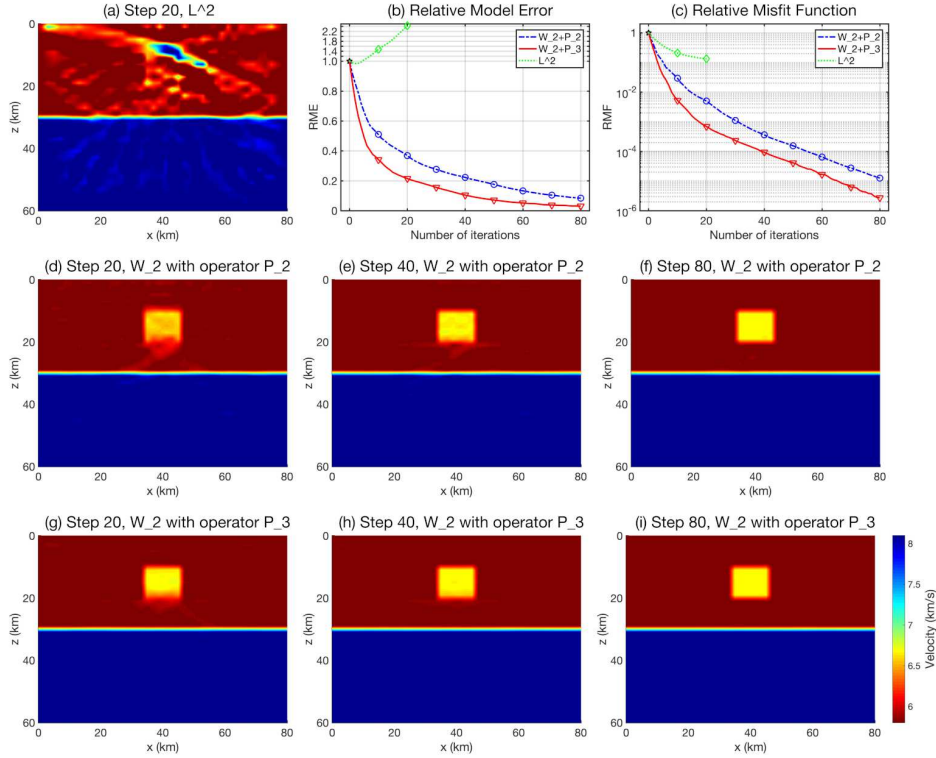 (a) Step 20, L^2
0
20
40
60
z (km)
0
20
40
60
80
x (km)
(b) Relative Model Error
2.2
1.8
1.4
1.0
0.8
0.6
0.4
0.2
0
RME
0
20
40
60
80
Number of iterations
W_2+P_2
W_2+P_3
L^2
(c) Relative Misfit Function
1
10^-2
10^-4
10^-6
RMF
0
20
40
60
80
Number of iterations
W_2+P_2
W_2+P_3
L^2
(d) Step 20, W_2 with operator P_2
0
20
40
60
z (km)
0
20
40
60
80
x (km)
(e) Step 40, W_2 with operator P_2
0
20
40
60
z (km)
0
20
40
60
80
x (km)
(f) Step 80, W_2 with operator P_2
0
20
40
60
z (km)
0
20
40
60
80
x (km)
(g) Step 20, W_2 with operator P_3
0
20
40
60
z (km)
0
20
40
60
80
x (km)
(h) Step 40, W_2 with operator P_3
0
20
40
60
z (km)
0
20
40
60
80
x (km)
(i) Step 80, W_2 with operator P_3
0
20
40
60
z (km)
0
20
40
60
80
x (km)
8
7.5
7
6.5
6
Velocity (km/s)